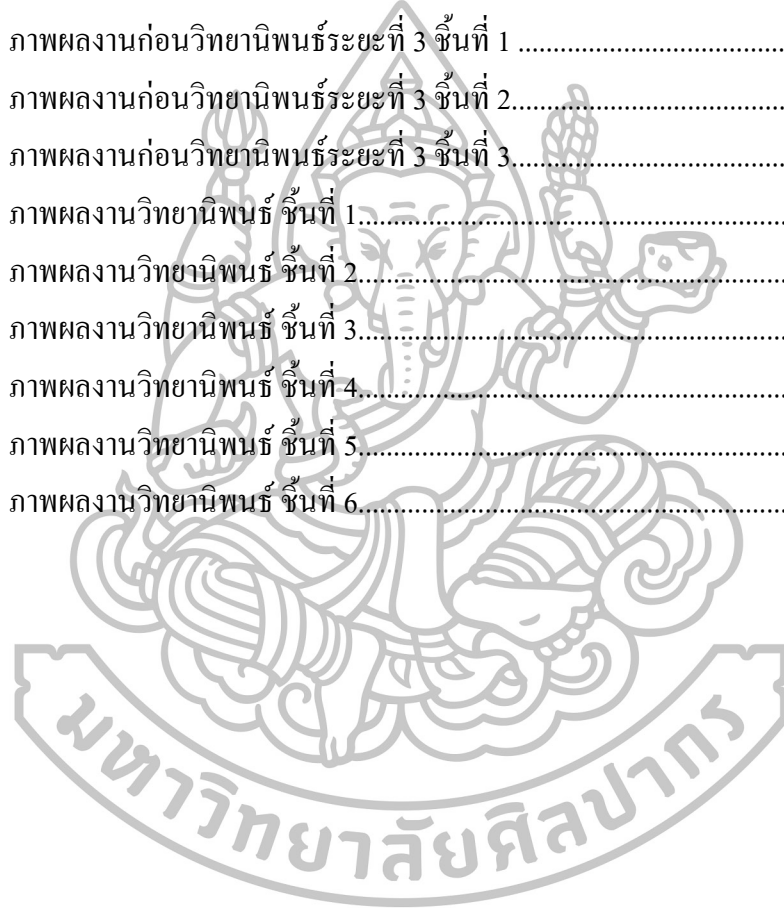 ภาพผลงานก่อนวิทยานิพนธ์ระยะที่ 3 ชิ้นที่ 1 ....................................
ภาพผลงานก่อนวิทยานิพนธ์ระยะที่ 3 ชิ้นที่ 2.....................................
ภาพผลงานก่อนวิทยานิพนธ์ระยะที่ 3 ชิ้นที่ 3.....................................
ภาพผลงานวิทยานิพนธ์ ชิ้นที่ 1..........................................................
ภาพผลงานวิทยานิพนธ์ ชิ้นที่ 2..........................................................
ภาพผลงานวิทยานิพนธ์ ชิ้นที่ 3..........................................................
ภาพผลงานวิทยานิพนธ์ ชิ้นที่ 4..........................................................
ภาพผลงานวิทยานิพนธ์ ชิ้นที่ 5..........................................................
ภาพผลงานวิทยานิพนธ์ ชิ้นที่ 6..........................................................
มหาวิทยาลัยศิลปากร